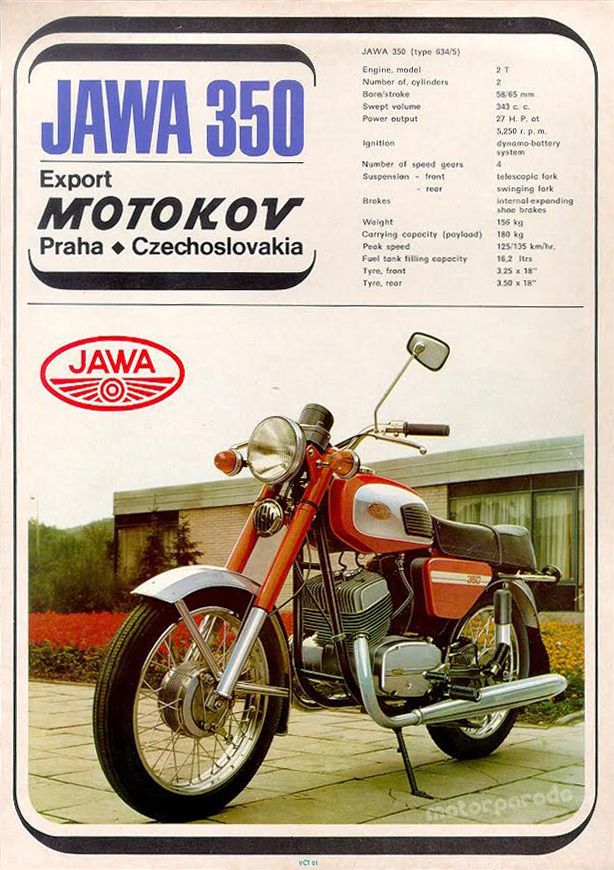 JAWA 350
Export
MOTOKOV
Praha ◆ Czechoslovakia
JAWA 350 (type 634/5)
Engine, model 2 T
Number of, cylinders 2
Bore/stroke 58/65 mm
Swept volume 343 c. c.
Power output 27 H. P. at
5,250 r. p. m.
Ignition dynamo-battery
system
Number of speed gears 4
Suspension - front telescopic fork
- rear swinging fork
Brakes internal-expanding
shoe brakes
Weight 156 kg
Carrying capacity (payload) 180 kg
Peak speed 125/135 km/hr.
Fuel tank filling capacity 16,2 ltrs
Tyre, front 3.25 x 18"
Tyre, rear 3.50 x 18"
JAWA
350
motorparade
VČT 01